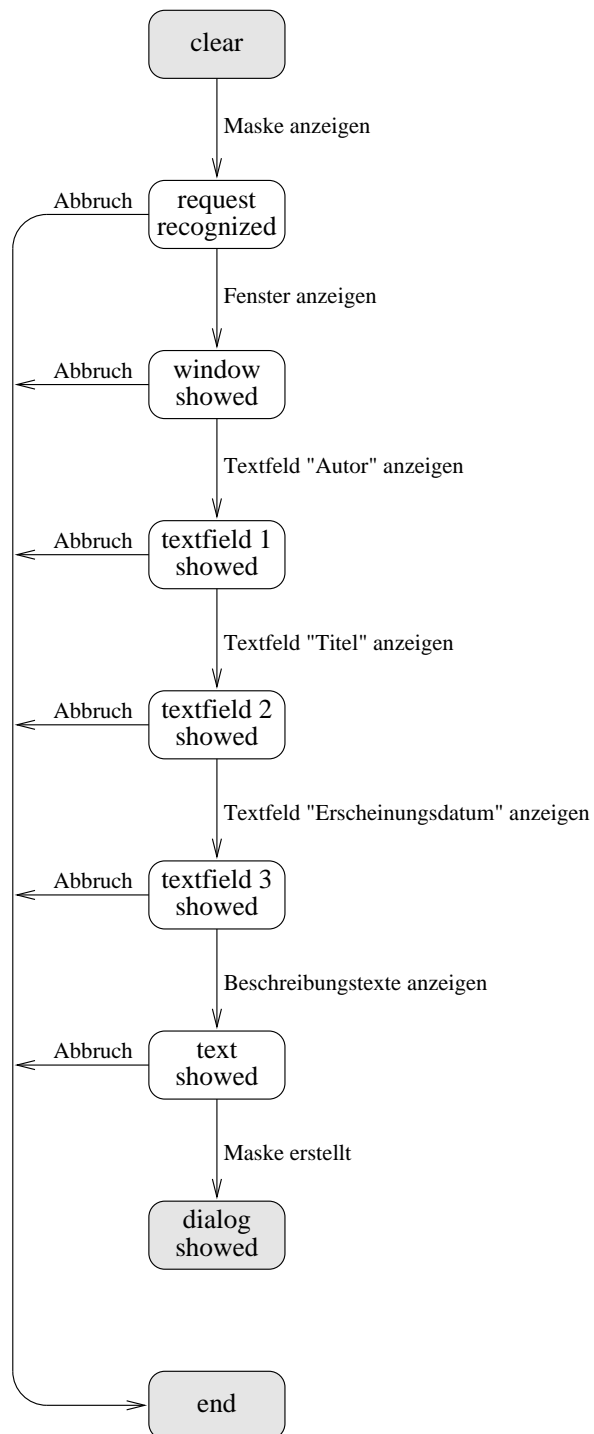 clear
Maske anzeigen
Abbruch
request
recognized
Fenster anzeigen
Abbruch
window
showed
Textfeld "Autor" anzeigen
Abbruch
textfield 1
showed
Textfeld "Titel" anzeigen
Abbruch
textfield 2
showed
Textfeld "Erscheinungsdatum" anzeigen
Abbruch
textfield 3
showed
Beschreibungstexte anzeigen
Abbruch
text
showed
Maske erstellt
dialog
showed
end